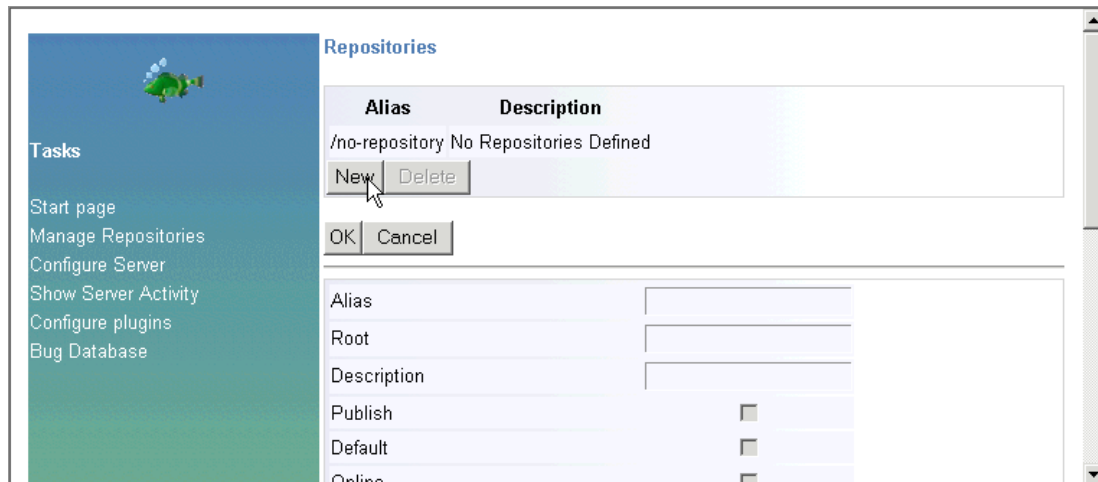 Repositories
Alias Description
/no-repository No Repositories Defined
New Delete
OK Cancel
Tasks
Start page
Manage Repositories
Configure Server
Show Server Activity
Configure plugins
Bug Database
Alias
Root
Description
Publish
Default
Online